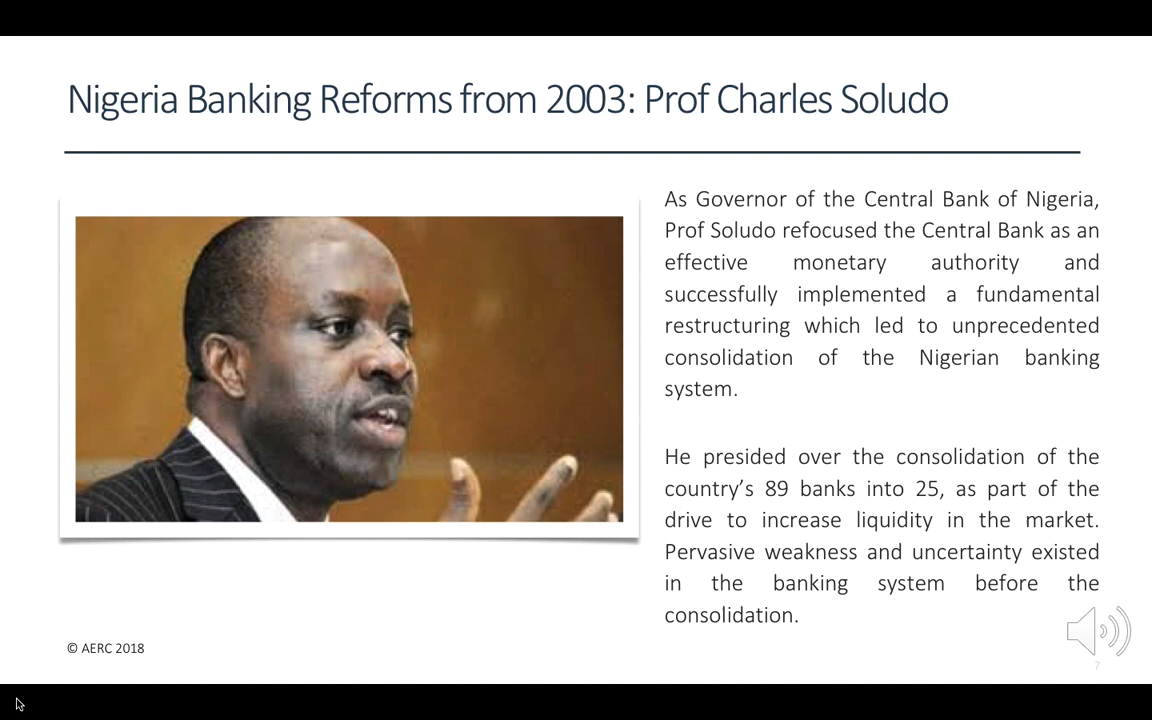 Nigeria Banking Reforms from 2003: Prof Charles Soludo
As Governor of the Central Bank of Nigeria,
Prof Soludo refocused the Central Bank as an
effective monetary authority and
successfully implemented a fundamental
restructuring which led to unprecedented
consolidation of the Nigerian banking
system.
He presided over the consolidation of the
country’s 89 banks into 25, as part of the
drive to increase liquidity in the market.
Pervasive weakness and uncertainty existed
in the banking system before the
consolidation.
© AERC 2018
7